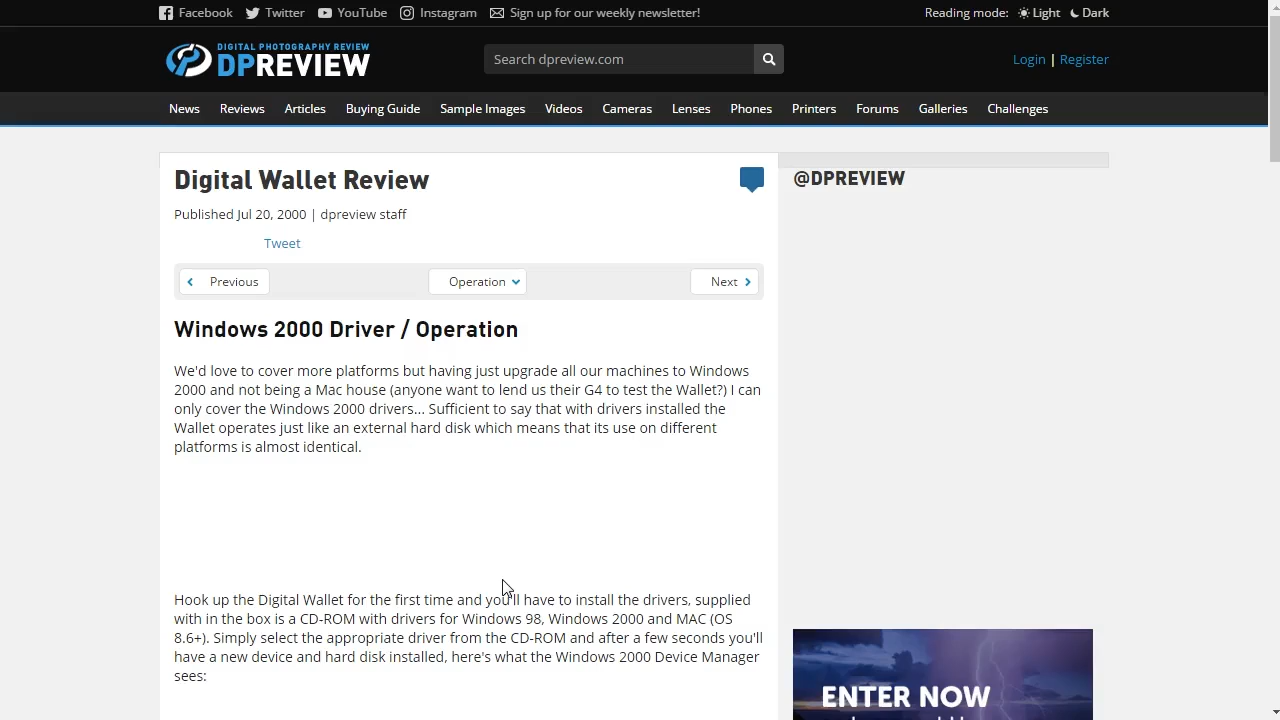 Facebook Twitter YouTube Instagram Sign up for our weekly newsletter! Reading mode: Light Dark
DIGITAL PHOTOGRAPHY REVIEW
DPREVIEW
Search dpreview.com
Login | Register
News Reviews Articles Buying Guide Sample Images Videos Cameras Lenses Phones Printers Forums Galleries Challenges
Digital Wallet Review
Published Jul 20, 2000 | dpreview staff
Tweet
Previous Operation Next
Windows 2000 Driver / Operation
We'd love to cover more platforms but having just upgrade all our machines to Windows
2000 and not being a Mac house (anyone want to lend us their G4 to test the Wallet?) I can
only cover the Windows 2000 drivers... Sufficient to say that with drivers installed the
Wallet operates just like an external hard disk which means that its use on different
platforms is almost identical.
Hook up the Digital Wallet for the first time and you'll have to install the drivers, supplied
with in the box is a CD-ROM with drivers for Windows 98, Windows 2000 and MAC (OS
8.6+). Simply select the appropriate driver from the CD-ROM and after a few seconds you'll
have a new device and hard disk installed, here's what the Windows 2000 Device Manager
sees:
@DPREVIEW
ENTER NOW